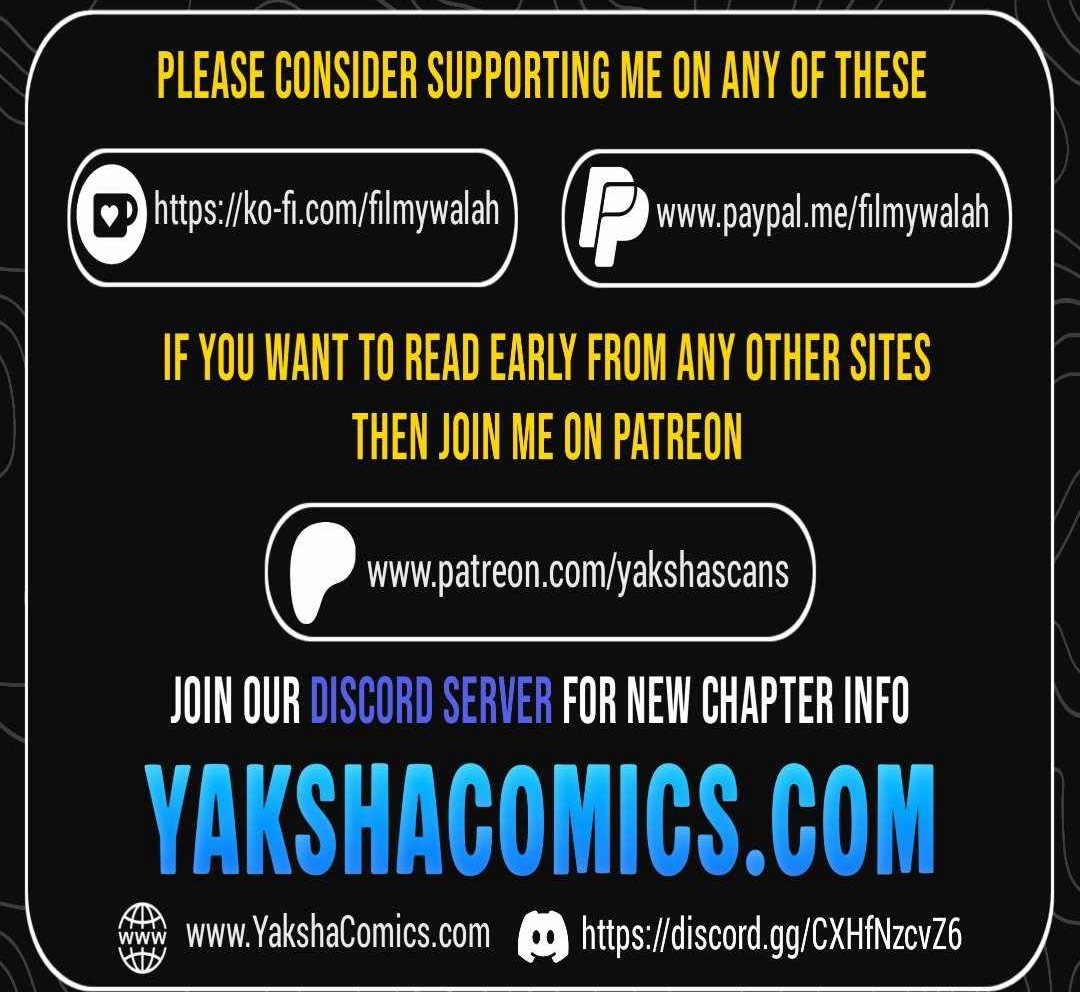 PLEASE CONSIDER SUPPORTING ME ON ANY OF THESE
https://ko-fi.com/filmywalah
www.paypal.me/filmywalah
IF YOU WANT TO READ EARLY FROM ANY OTHER SITES
THEN JOIN ME ON PATREON
www.patreon.com/yakshascans
JOIN OUR DISCORD SERVER FOR NEW CHAPTER INFO
YAKSHACOMICS.COM
WWW www.YakshaComics.com https://discord.gg/CXHfNzcvZ6